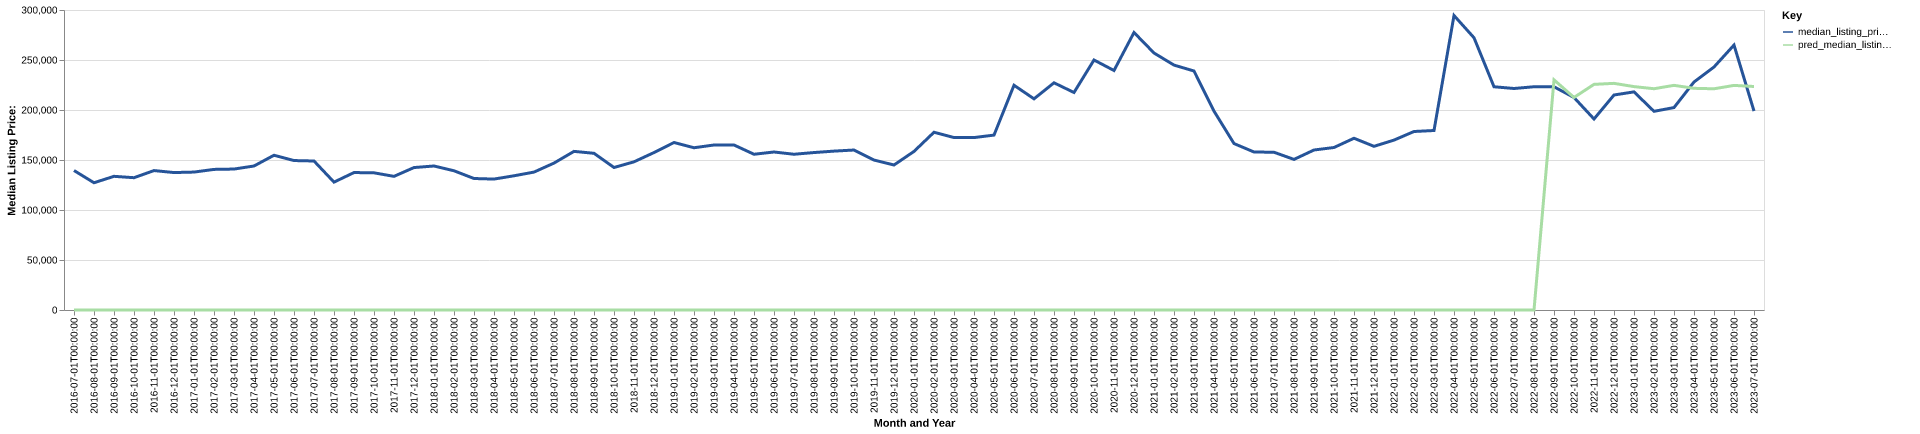 300,000
250,000
200,000
150,000
100,000
50,000
0
Median Listing Price:
2016-07-01T00:00:00
2016-08-01T00:00:00
2016-09-01T00:00:00
2016-10-01T00:00:00
2016-11-01T00:00:00
2016-12-01T00:00:00
2017-01-01T00:00:00
2017-02-01T00:00:00
2017-03-01T00:00:00
2017-04-01T00:00:00
2017-05-01T00:00:00
2017-06-01T00:00:00
2017-07-01T00:00:00
2017-08-01T00:00:00
2017-09-01T00:00:00
2017-10-01T00:00:00
2017-11-01T00:00:00
2017-12-01T00:00:00
2018-01-01T00:00:00
2018-02-01T00:00:00
2018-03-01T00:00:00
2018-04-01T00:00:00
2018-05-01T00:00:00
2018-06-01T00:00:00
2018-07-01T00:00:00
2018-08-01T00:00:00
2018-09-01T00:00:00
2018-10-01T00:00:00
2018-11-01T00:00:00
2018-12-01T00:00:00
2019-01-01T00:00:00
2019-02-01T00:00:00
2019-03-01T00:00:00
2019-04-01T00:00:00
2019-05-01T00:00:00
2019-06-01T00:00:00
2019-07-01T00:00:00
2019-08-01T00:00:00
2019-09-01T00:00:00
2019-10-01T00:00:00
2019-11-01T00:00:00
2019-12-01T00:00:00
2020-01-01T00:00:00
2020-02-01T00:00:00
2020-03-01T00:00:00
2020-04-01T00:00:00
2020-05-01T00:00:00
2020-06-01T00:00:00
2020-07-01T00:00:00
2020-08-01T00:00:00
2020-09-01T00:00:00
2020-10-01T00:00:00
2020-11-01T00:00:00
2020-12-01T00:00:00
2021-01-01T00:00:00
2021-02-01T00:00:00
2021-03-01T00:00:00
2021-04-01T00:00:00
2021-05-01T00:00:00
2021-06-01T00:00:00
2021-07-01T00:00:00
2021-08-01T00:00:00
2021-09-01T00:00:00
2021-10-01T00:00:00
2021-11-01T00:00:00
2021-12-01T00:00:00
2022-01-01T00:00:00
2022-02-01T00:00:00
2022-03-01T00:00:00
2022-04-01T00:00:00
2022-05-01T00:00:00
2022-06-01T00:00:00
2022-07-01T00:00:00
2022-08-01T00:00:00
2022-09-01T00:00:00
2022-10-01T00:00:00
2022-11-01T00:00:00
2022-12-01T00:00:00
2023-01-01T00:00:00
2023-02-01T00:00:00
2023-03-01T00:00:00
2023-04-01T00:00:00
2023-05-01T00:00:00
2023-06-01T00:00:00
2023-07-01T00:00:00
Month and Year
Key
median_listing_pri…
pred_median_listin…